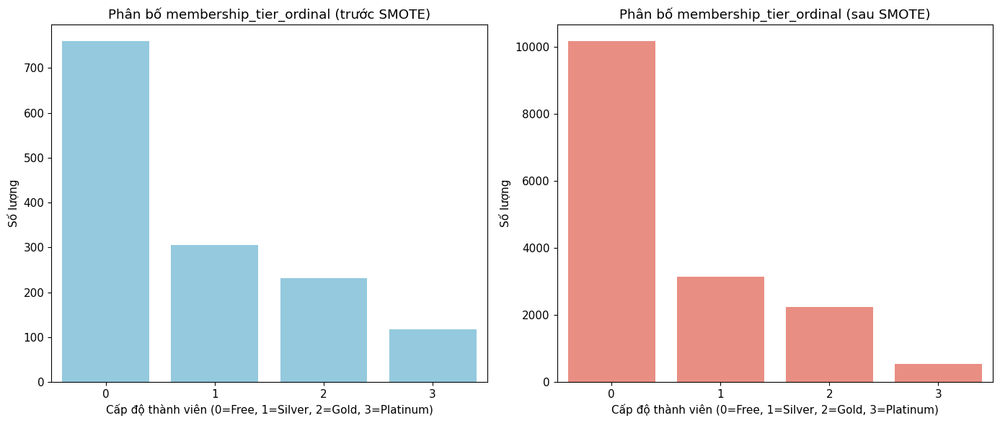 Phân bố membership_tier_ordinal (trước SMOTE)
Số lượng
700
600
500
400
300
200
100
0
0 1 2 3
Cấp độ thành viên (0=Free, 1=Silver, 2=Gold, 3=Platinum)
Phân bố membership_tier_ordinal (sau SMOTE)
Số lượng
10000
8000
6000
4000
2000
0
0 1 2 3
Cấp độ thành viên (0=Free, 1=Silver, 2=Gold, 3=Platinum)